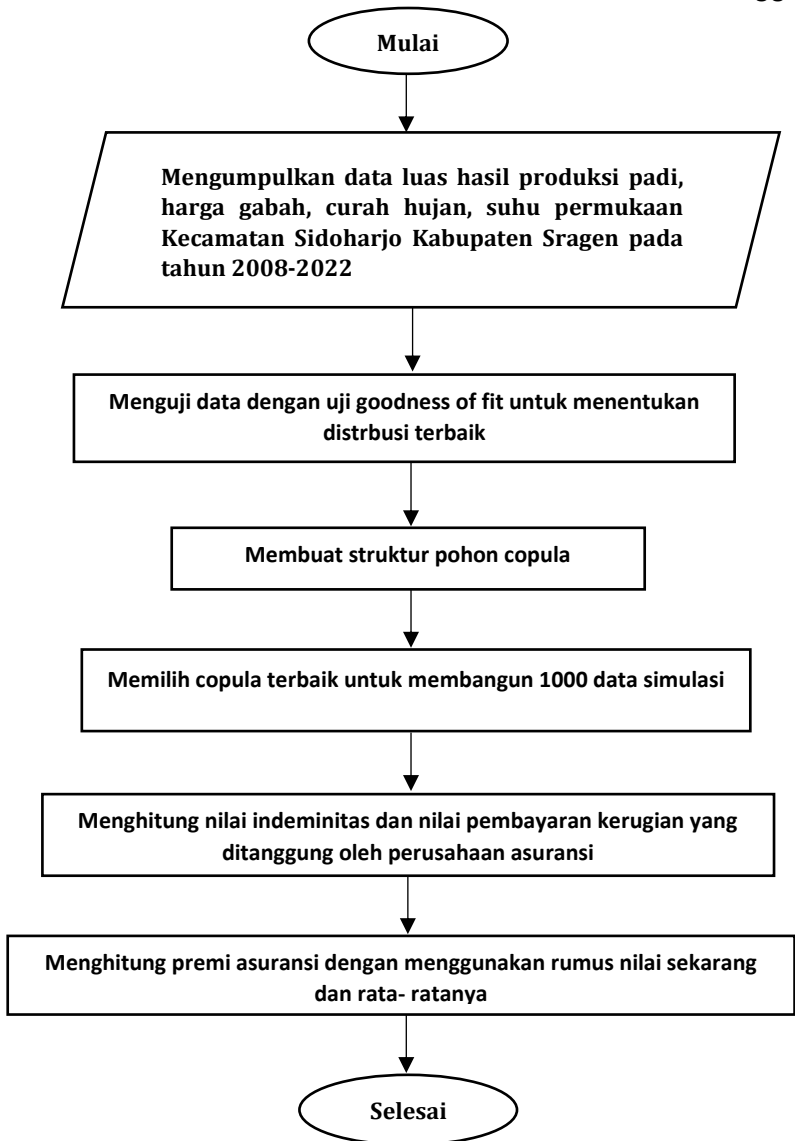 Mulai
Mengumpulkan data luas hasil produksi padi,
harga gabah, curah hujan, suhu permukaan
Kecamatan Sidoharjo Kabupaten Sragen pada
tahun 2008-2022
Menguji data dengan uji goodness of fit untuk menentukan
distrbusi terbaik
Membuat struktur pohon copula
Memilih copula terbaik untuk membangun 1000 data simulasi
Menghitung nilai indeminitas dan nilai pembayaran kerugian yang
ditanggung oleh perusahaan asuransi
Menghitung premi asuransi dengan menggunakan rumus nilai sekarang
dan rata- ratanya
Selesai